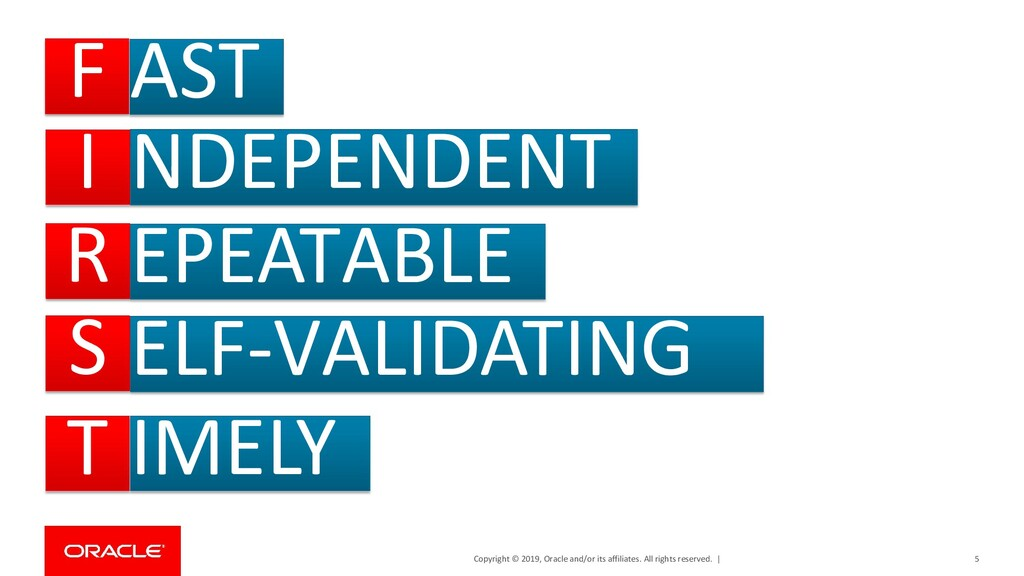 FAST
INDEPENDENT
REPEATABLE
SELF-VALIDATING
TIMELY
ORACLE®
Copyright © 2019, Oracle and/or its affiliates. All rights reserved. |
5